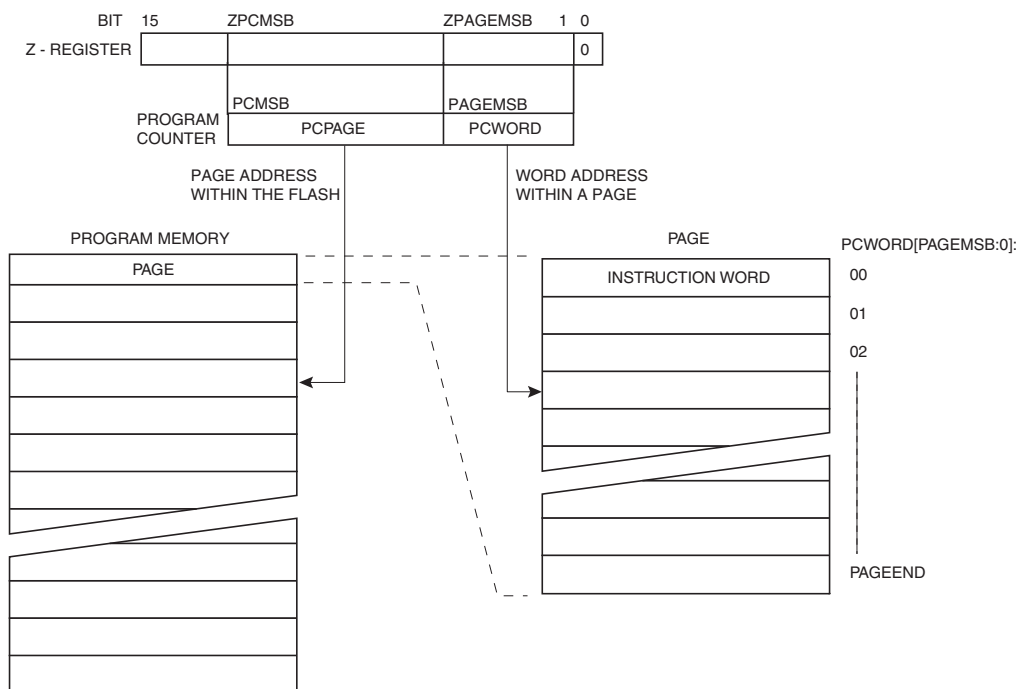 BIT 15 ZPCMSB ZPAGEMSB 1 0
Z - REGISTER 0
PCMSB PAGEMSB
PROGRAM
COUNTER
PCPAGE PCWORD
PAGE ADDRESS
WITHIN THE FLASH
WORD ADDRESS
WITHIN A PAGE
PROGRAM MEMORY
PAGE
PAGE
PCWORD[PAGEMSB:0]:
INSTRUCTION WORD 00
01
02
PAGEEND